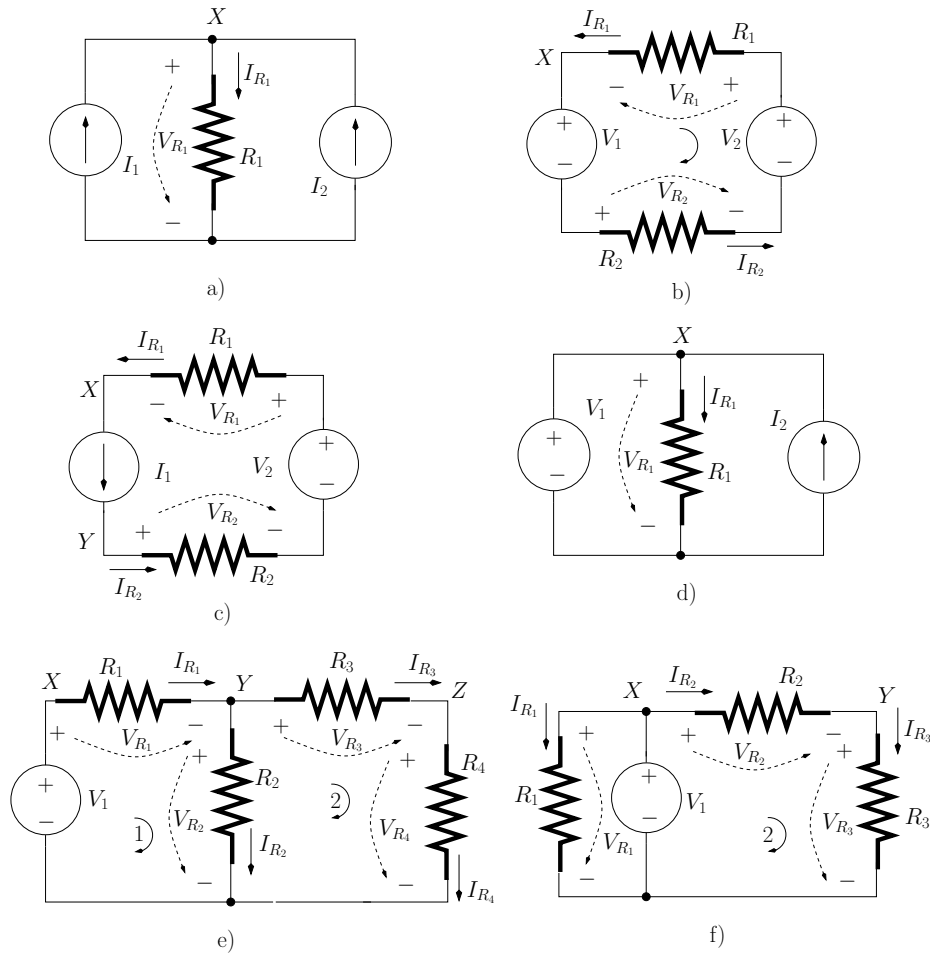 X
+
I_{R_1}
V_{R_1}
I_1
R_1
I_2
−
a)
I_{R_1}
R_1
X
− V_{R_1} +
+ V_1 V_2 +
− −
V_{R_2}
+ −
R_2
I_{R_2}
b)
I_{R_1} R_1
X
− V_{R_1} +
I_1 V_2 +
−
V_{R_2}
Y + −
I_{R_2} R_2
c)
X
+
I_{R_1}
V_1 I_2
+
− V_{R_1} R_1
−
d)
X R_1 I_{R_1} Y R_3 I_{R_3} Z
+ V_{R_1} − + V_{R_3} −
+ +
R_2 R_4
+ V_1
− V_{R_2} 1 2 V_{R_4}
I_{R_2}
− −
I_{R_4}
e)
I_{R_1} X I_{R_2} R_2 Y I_{R_3}
+ + V_{R_2} − +
R_1 + V_1
− V_{R_1} 2 V_{R_3} R_3
− −
f)